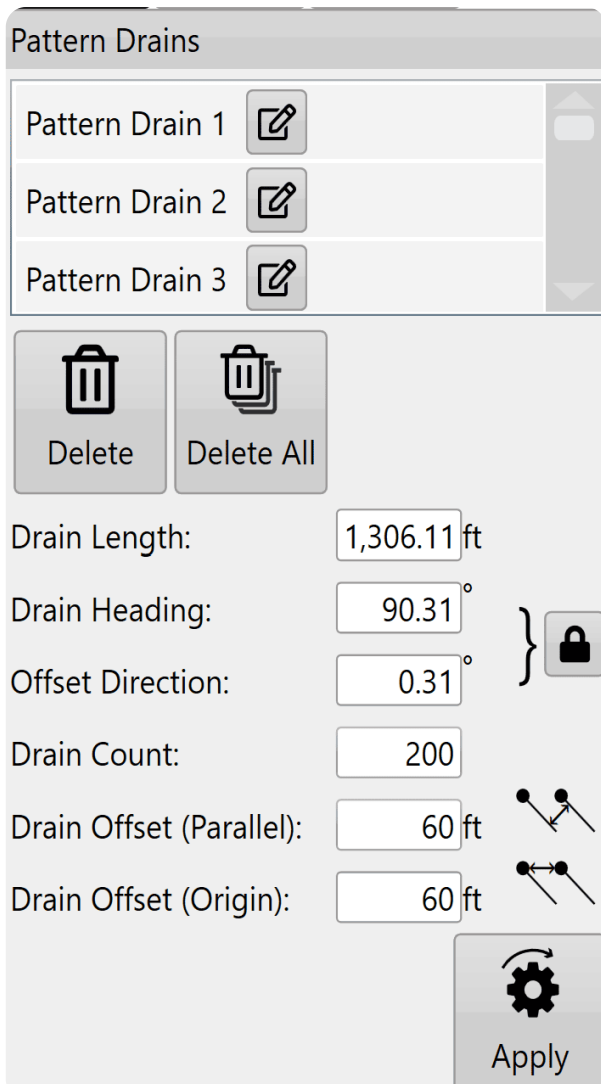 Pattern Drains
Pattern Drain 1
Pattern Drain 2
Pattern Drain 3
Delete Delete All
Drain Length: 1,306.11 ft
Drain Heading: 90.31 °
Offset Direction: 0.31 °
Drain Count: 200
Drain Offset (Parallel): 60 ft
Drain Offset (Origin): 60 ft
Apply